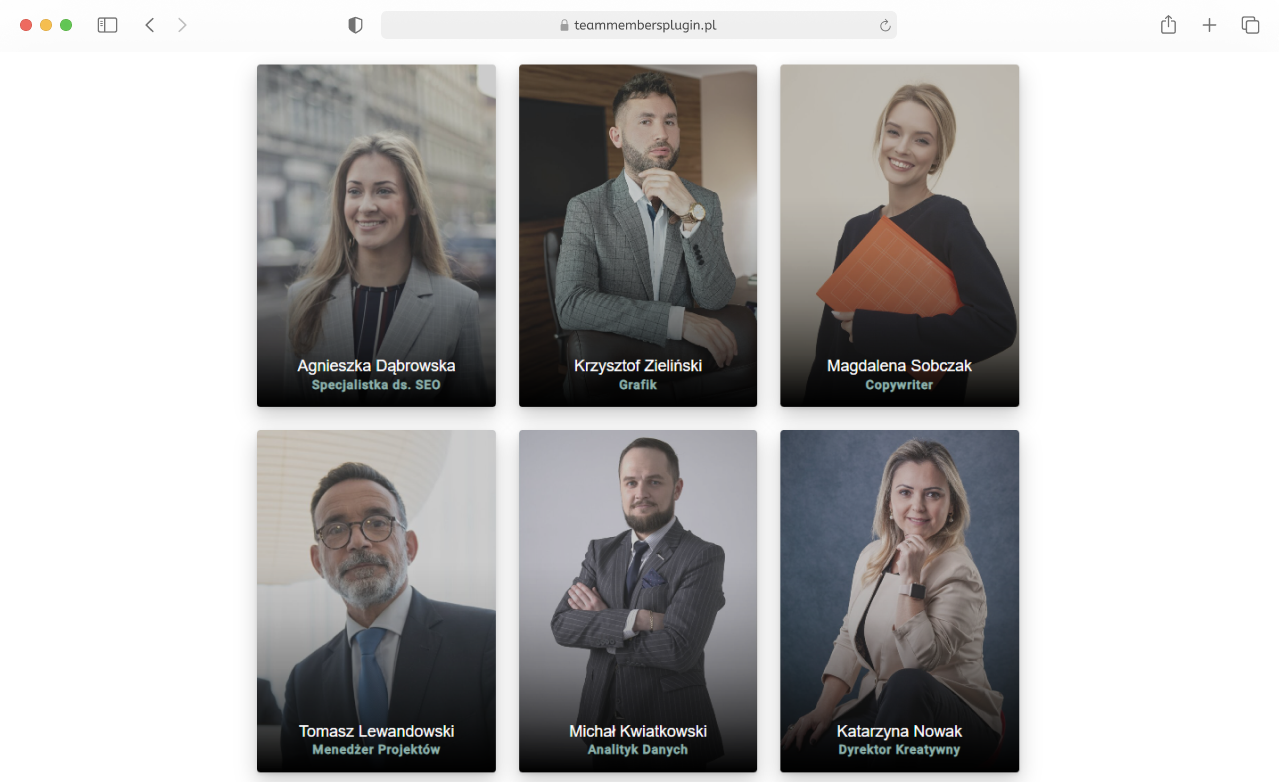 teammembersplugin.pl
Agnieszka Dąbrowska
Specjalistka ds. SEO
Krzysztof Zieliński
Grafik
Magdalena Sobczak
Copywriter
Tomasz Lewandowski
Menedżer Projektów
Michał Kwiatkowski
Analityk Danych
Katarzyna Nowak
Dyrektor Kreatywny